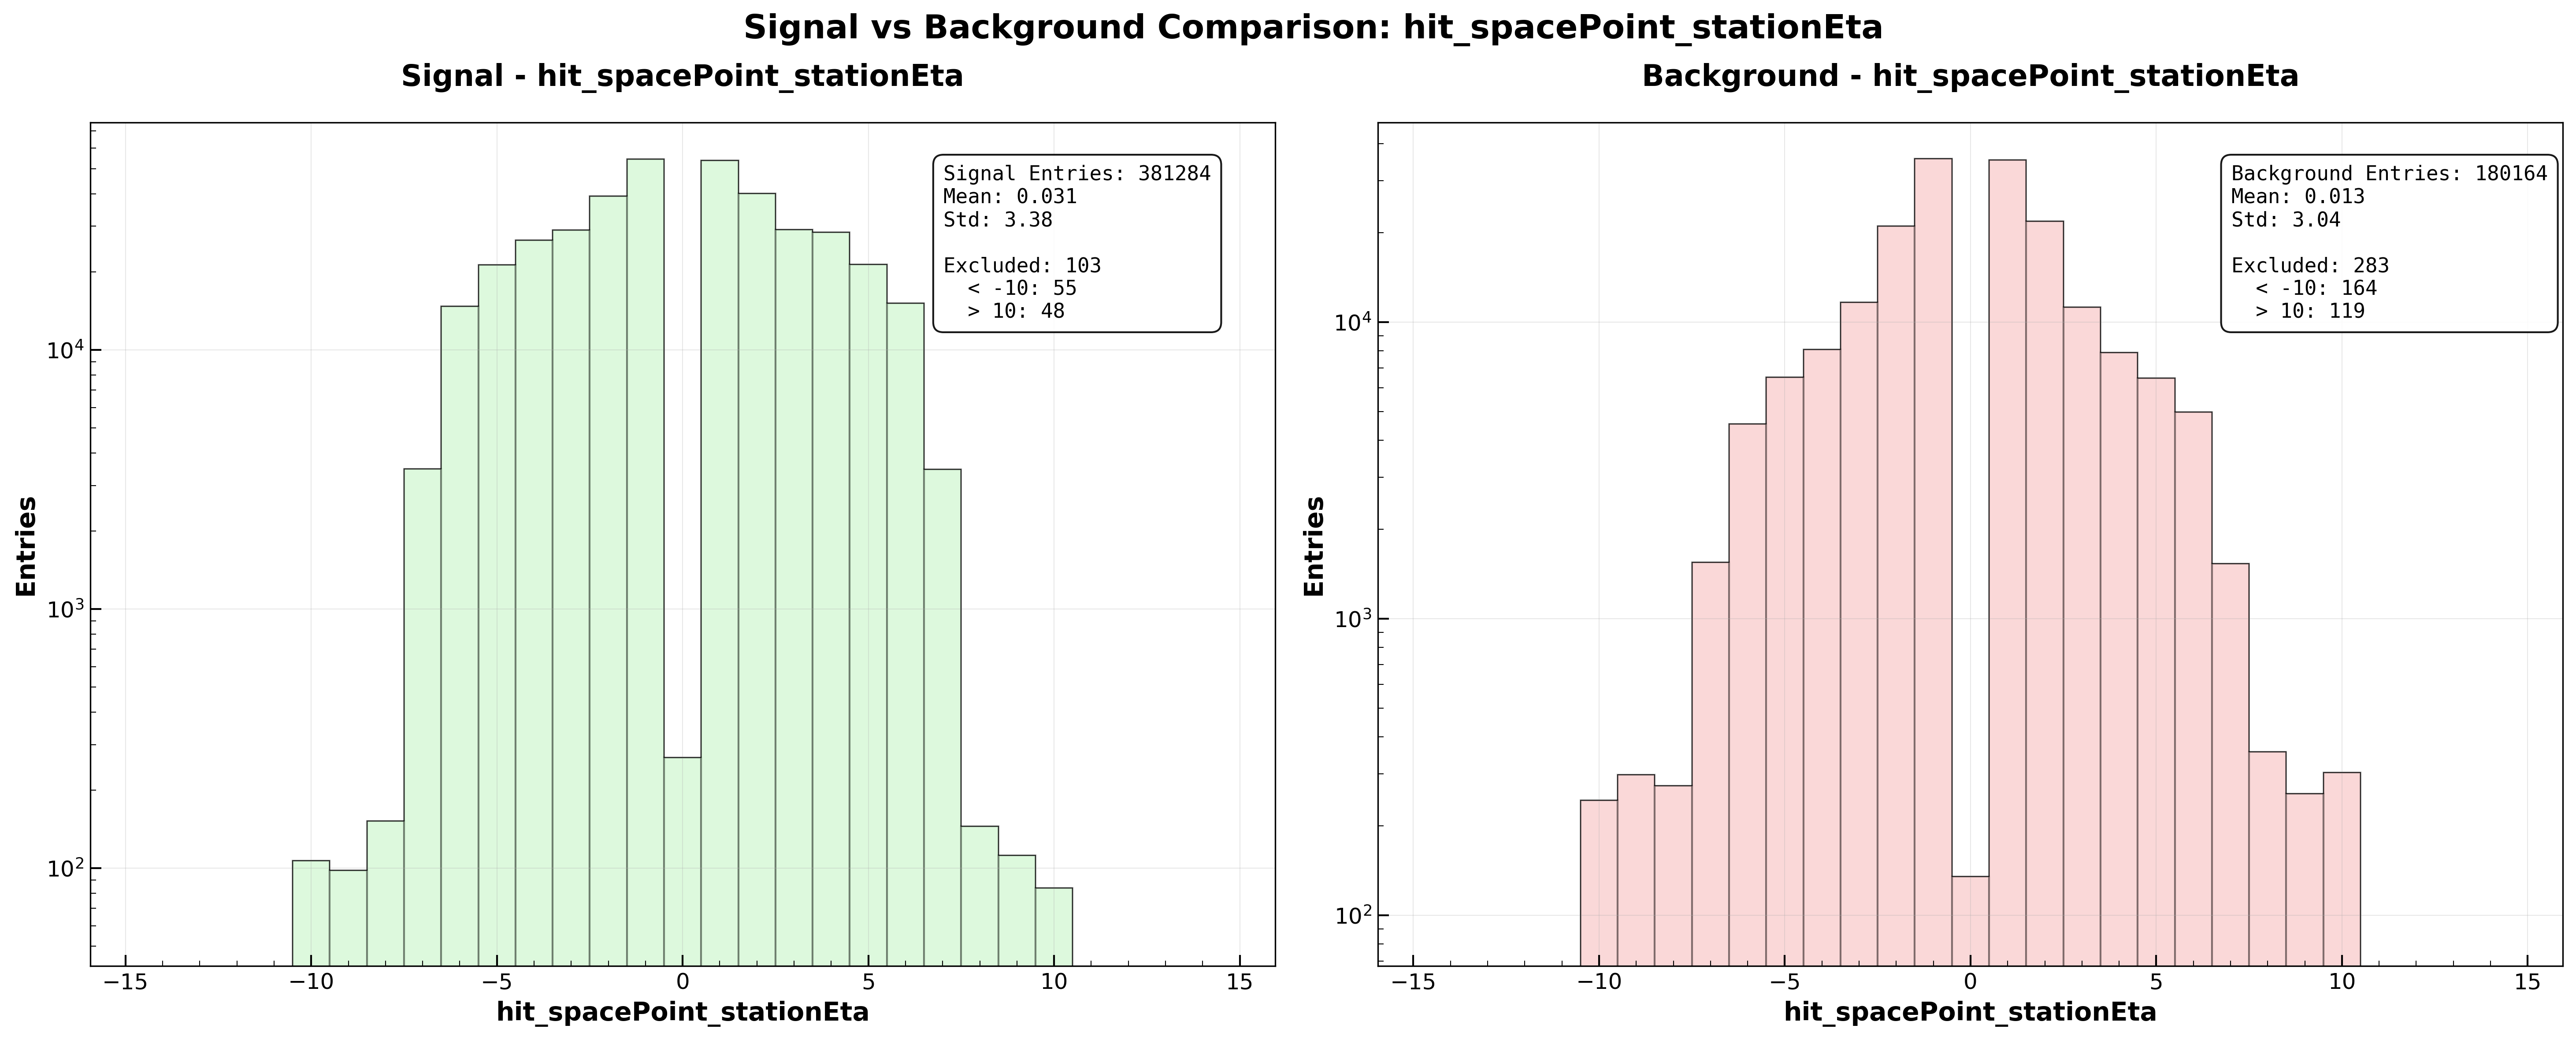 Signal vs Background Comparison: hit_spacePoint_stationEta
Signal - hit_spacePoint_stationEta
Signal Entries: 381284
Mean: 0.031
Std: 3.38
Excluded: 103
< -10: 55
> 10: 48
Entries
10⁴
10³
10²
−15
−10
−5
0
5
10
15
hit_spacePoint_stationEta
Background - hit_spacePoint_stationEta
Background Entries: 180164
Mean: 0.013
Std: 3.04
Excluded: 283
< -10: 164
> 10: 119
Entries
10⁴
10³
10²
−15
−10
−5
0
5
10
15
hit_spacePoint_stationEta